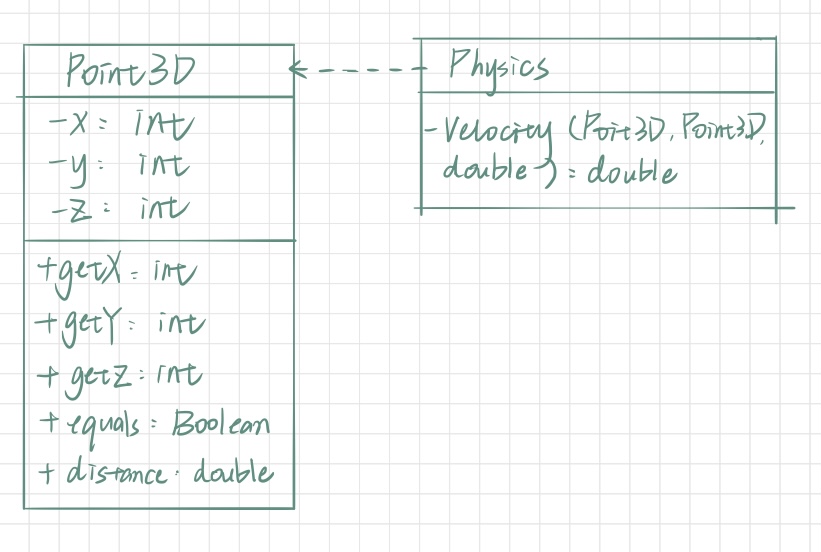 Point3D
-x : int
-y : int
-z : int
+getX : int
+getY : int
+getZ : int
+equals : Boolean
+distance : double
Physics
-Velocity (Poit3D, Point3D,
double) : double